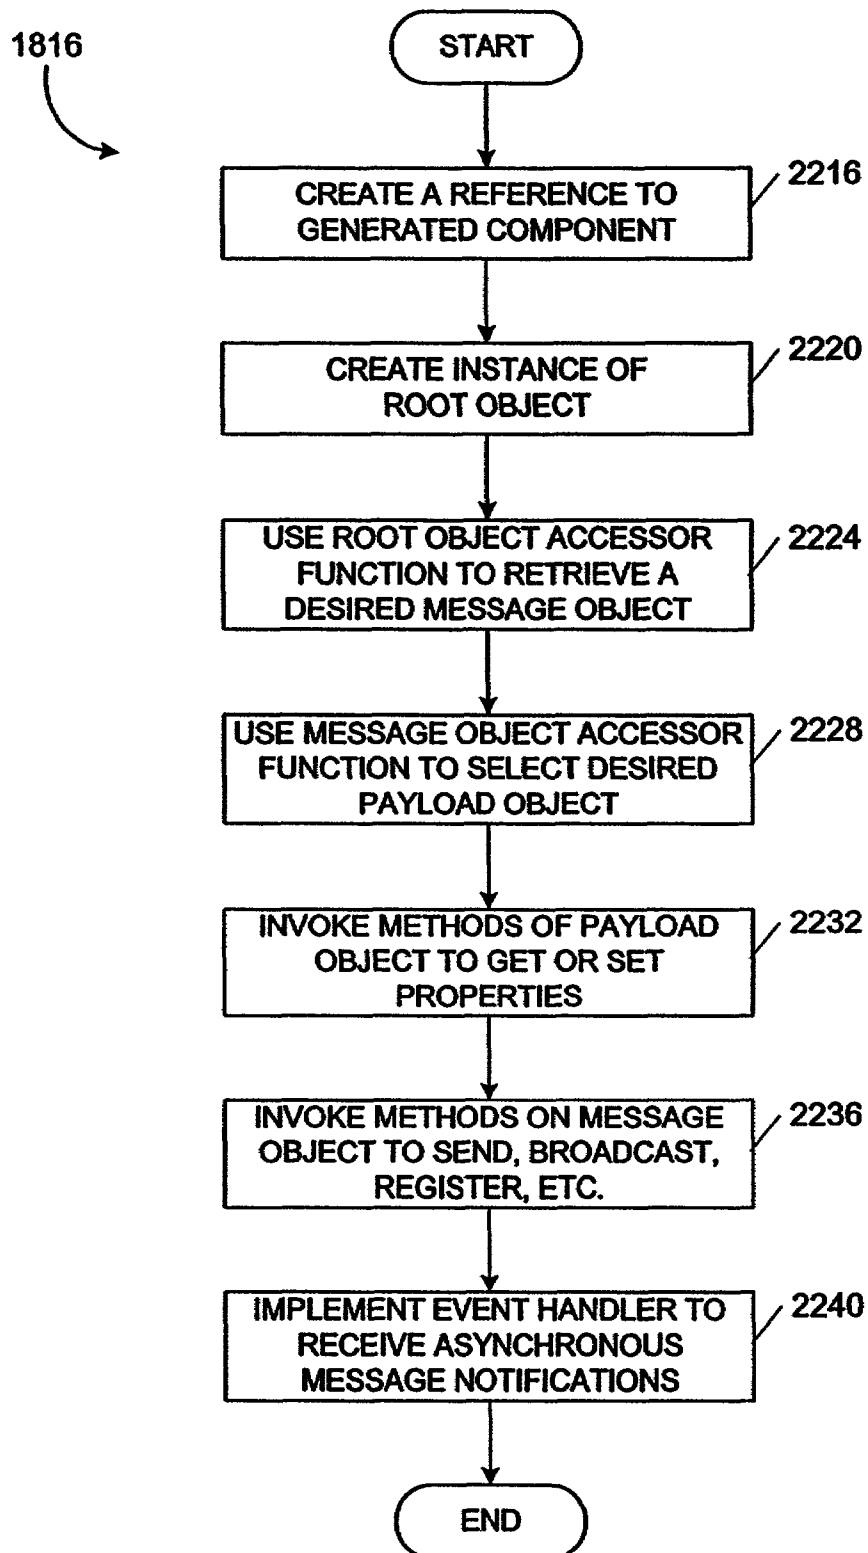 1816
START
CREATE A REFERENCE TO
GENERATED COMPONENT
2216
CREATE INSTANCE OF
ROOT OBJECT
2220
USE ROOT OBJECT ACCESSOR
FUNCTION TO RETRIEVE A
DESIRED MESSAGE OBJECT
2224
USE MESSAGE OBJECT ACCESSOR
FUNCTION TO SELECT DESIRED
PAYLOAD OBJECT
2228
INVOKE METHODS OF PAYLOAD
OBJECT TO GET OR SET
PROPERTIES
2232
INVOKE METHODS ON MESSAGE
OBJECT TO SEND, BROADCAST,
REGISTER, ETC.
2236
IMPLEMENT EVENT HANDLER TO
RECEIVE ASYNCHRONOUS
MESSAGE NOTIFICATIONS
2240
END